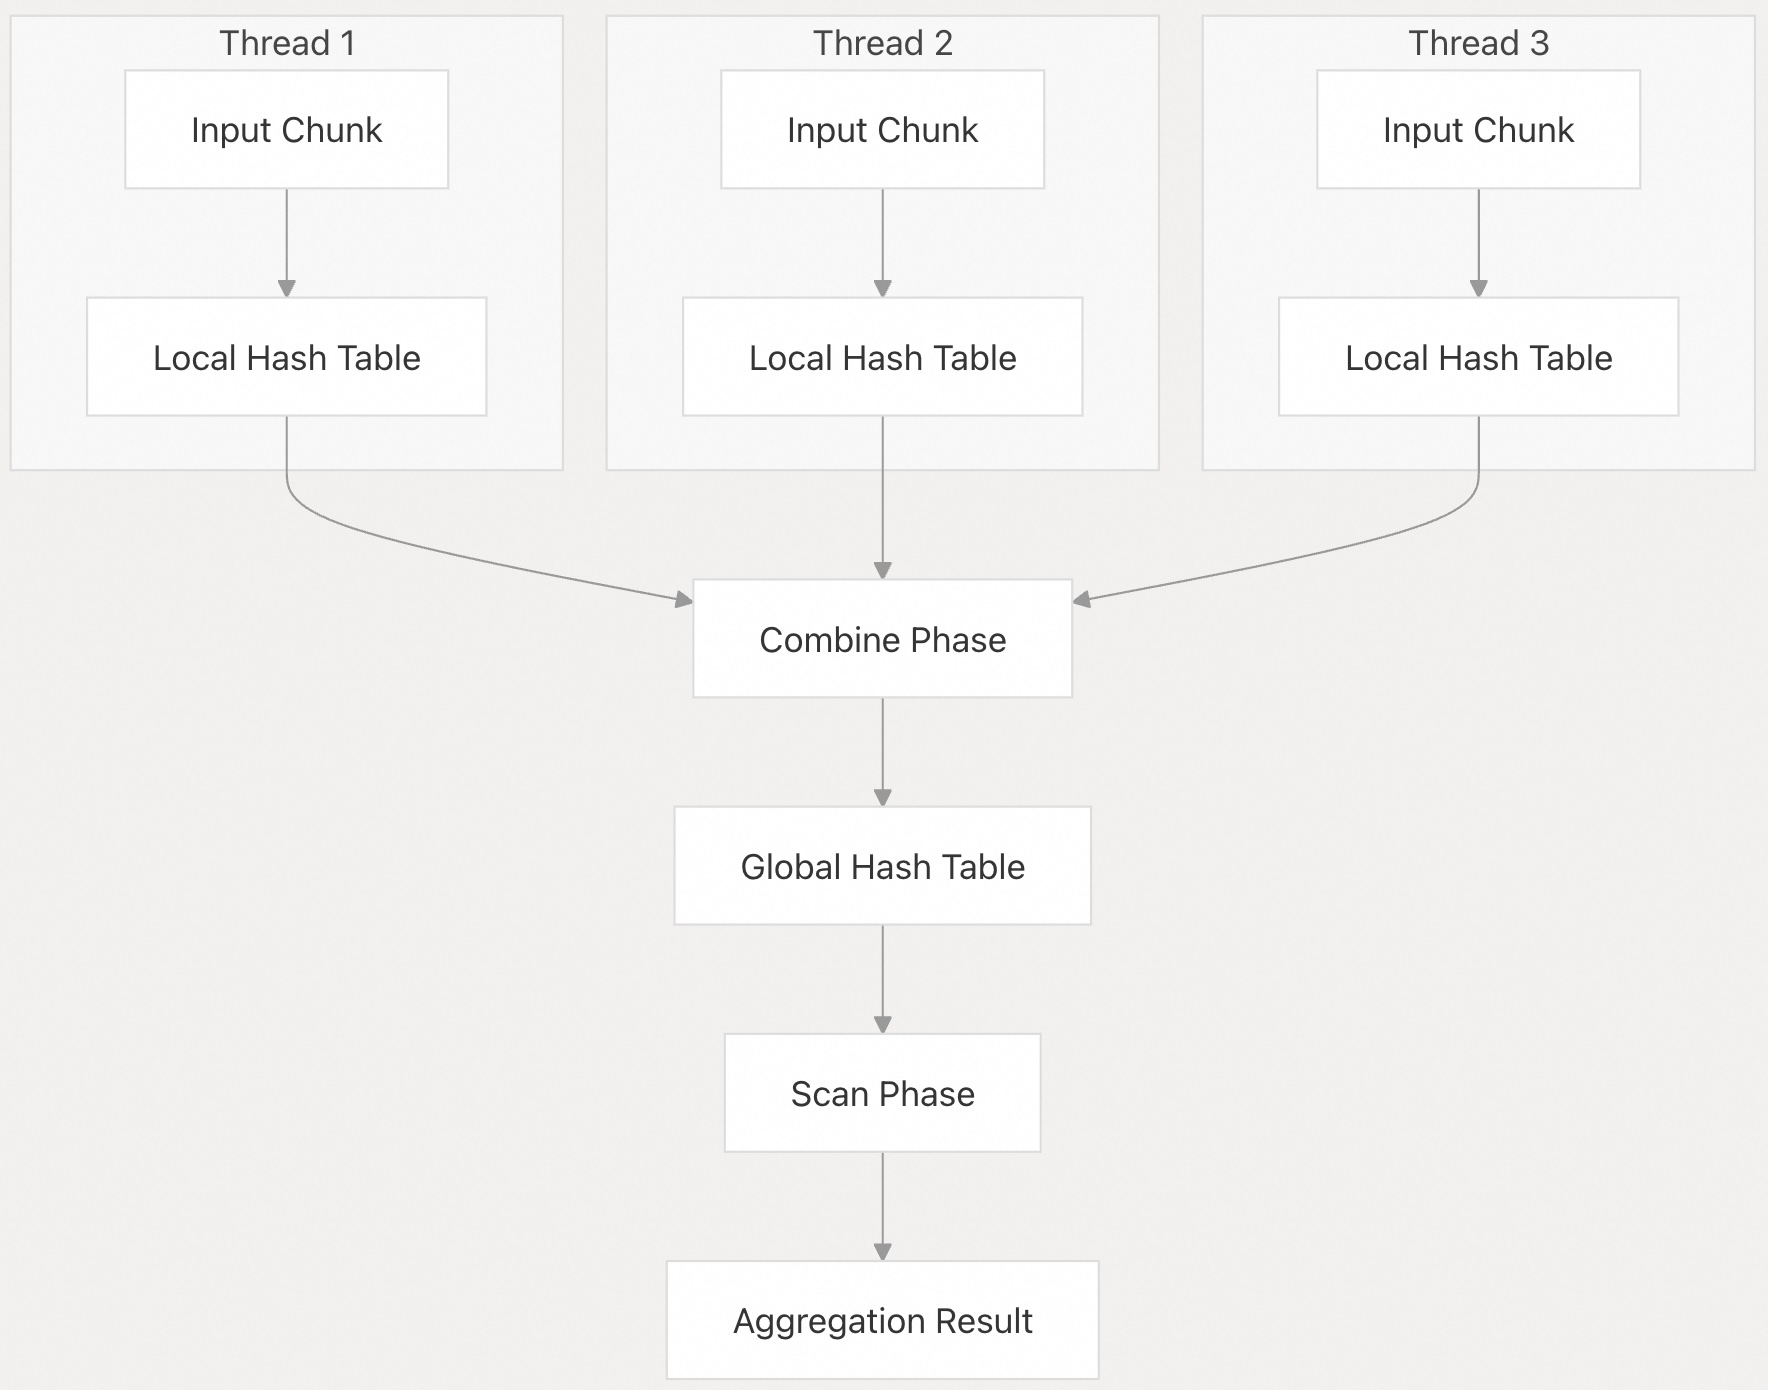 Thread 1
Thread 2
Thread 3
Input Chunk
Input Chunk
Input Chunk
Local Hash Table
Local Hash Table
Local Hash Table
Combine Phase
Global Hash Table
Scan Phase
Aggregation Result